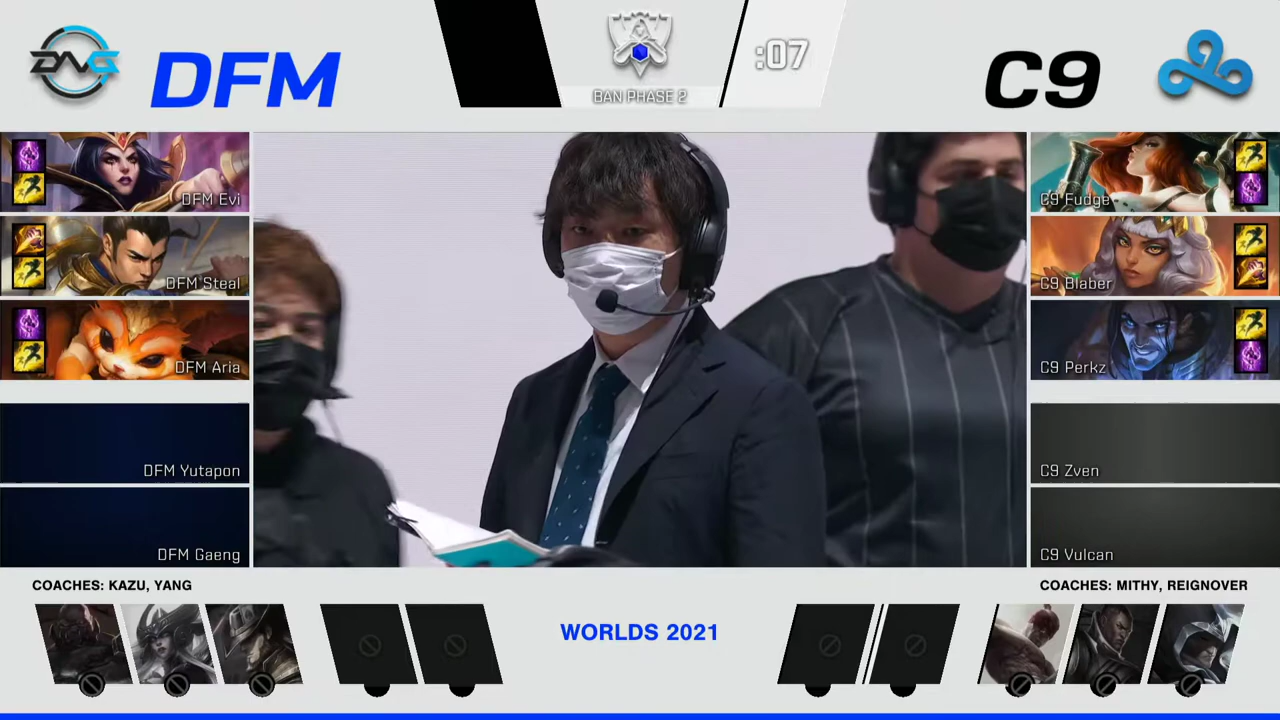 DFM
BAN PHASE 2
:07
C9
DFM Evi
DFM Steal
DFM Aria
DFM Yutapon
DFM Gaeng
C9 Fudge
C9 Blaber
C9 Perkz
C9 Zven
C9 Vulcan
COACHES: KAZU, YANG
COACHES: MITHY, REIGNOVER
WORLDS 2021